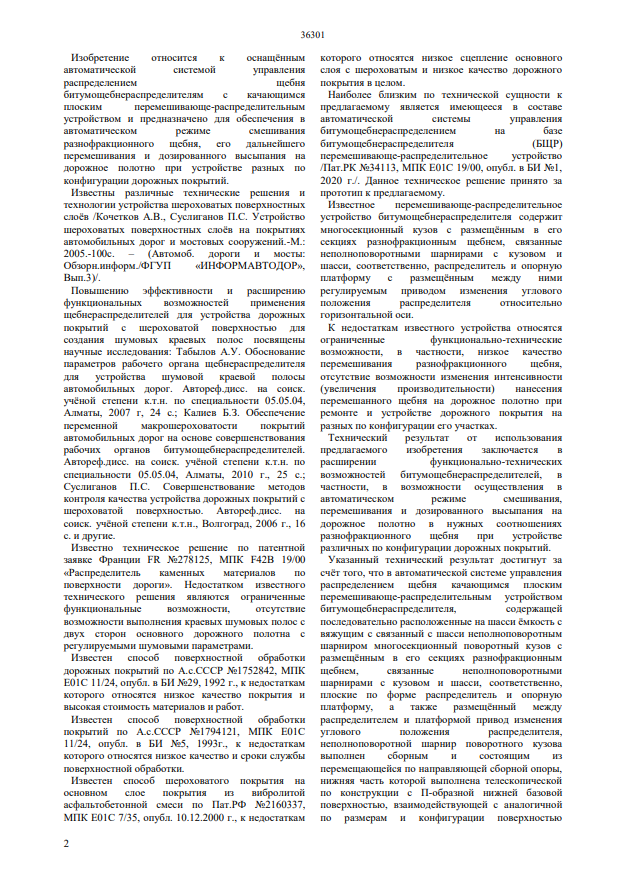 36301
Изобретение относится к оснащённым
автоматической системой управления
распределением щебня
битумощебнераспределителям с качающимся
плоским перемешивающе-распределительным
устройством и предназначено для обеспечения в
автоматическом режиме смешивания
разнофракционного щебня, его дальнейшего
перемешивания и дозированного высыпания на
дорожное полотно при устройстве разных по
конфигурации дорожных покрытий.
Известны различные технические решения и
технологии устройства шероховатых поверхностных
слоёв /Кочетков А.В., Суслиганов П.С. Устройство
шероховатых поверхностных слоёв на покрытиях
автомобильных дорог и мостовых сооружений.-М.:
2005.-100с. – (Автомоб. дороги и мосты:
Обзорн.информ./ФГУП «ИНФОРМАВТОДОР»,
Вып.3)/.
Повышению эффективности и расширению
функциональных возможностей применения
щебнераспределителей для устройства дорожных
покрытий с шероховатой поверхностью для
создания шумовых краевых полос посвящены
научные исследования: Табылов А.У. Обоснование
параметров рабочего органа щебнераспределителя
для устройства шумовой краевой полосы
автомобильных дорог. Автореф.дисс. на соиск.
учёной степени к.т.н. по специальности 05.05.04,
Алматы, 2007 г, 24 с.; Калиев Б.З. Обеспечение
переменной макрошероховатости покрытий
автомобильных дорог на основе совершенствования
рабочих органов битумощебнераспределителей.
Автореф.дисс. на соиск. учёной степени к.т.н. по
специальности 05.05.04, Алматы, 2010 г., 25 с.;
Суслиганов П.С. Совершенствование методов
контроля качества устройства дорожных покрытий с
шероховатой поверхностью. Автореф.дисс. на
соиск. учёной степени к.т.н., Волгоград, 2006 г., 16
с. и другие.
Известно техническое решение по патентной
заявке Франции FR №278125, МПК F42B 19/00
«Распределитель каменных материалов по
поверхности дороги». Недостатком известного
технического решения являются ограниченные
функциональные возможности, отсутствие
возможности выполнения краевых шумовых полос с
двух сторон основного дорожного полотна с
регулируемыми шумовыми параметрами.
Известен способ поверхностной обработки
дорожных покрытий по А.с.СССР №1752842, МПК
E01C 11/24, опубл. в БИ №29, 1992 г., к недостаткам
которого относятся низкое качество покрытия и
высокая стоимость материалов и работ.
Известен способ поверхностной обработки
покрытий по А.с.СССР №1794121, МПК E01C
11/24, опубл. в БИ №5, 1993г., к недостаткам
которого относятся низкое качество и сроки службы
поверхностной обработки.
Известен способ шероховатого покрытия на
основном слое покрытия из вибролитой
асфальтобетонной смеси по Пат.РФ №2160337,
МПК E01C 7/35, опубл. 10.12.2000 г., к недостаткам
которого относятся низкое сцепление основного
слоя с шероховатым и низкое качество дорожного
покрытия в целом.
Наиболее близким по технической сущности к
предлагаемому является имеющееся в составе
автоматической системы управления
битумощебнераспределением на базе
битумощебнераспределителя (БЩР)
перемешивающе-распределительное устройство
/Пат.РК №34113, МПК E01C 19/00, опубл. в БИ №1,
2020 г./. Данное техническое решение принято за
прототип к предлагаемому.
Известное перемешивающе-распределительное
устройство битумощебнераспределителя содержит
многосекционный кузов с размещённым в его
секциях разнофракционным щебнем, связанные
неполноповоротными шарнирами с кузовом и
шасси, соответственно, распределитель и опорную
платформу с размещённым между ними
регулируемым приводом изменения углового
положения распределителя относительно
горизонтальной оси.
К недостаткам известного устройства относятся
ограниченные функционально-технические
возможности, в частности, низкое качество
перемешивания разнофракционного щебня,
отсутствие возможности изменения интенсивности
(увеличения производительности) нанесения
перемешанного щебня на дорожное полотно при
ремонте и устройстве дорожного покрытия на
разных по конфигурации его участках.
Технический результат от использования
предлагаемого изобретения заключается в
расширении функционально-технических
возможностей битумощебнераспределителей, в
частности, в возможности осуществления в
автоматическом режиме смешивания,
перемешивания и дозированного высыпания на
дорожное полотно в нужных соотношениях
разнофракционного щебня при устройстве
различных по конфигурации дорожных покрытий.
Указанный технический результат достигнут за
счёт того, что в автоматической системе управления
распределением щебня качающимся плоским
перемешивающе-распределительным устройством
битумощебнераспределителя, содержащей
последовательно расположенные на шасси ёмкость с
вяжущим с связанный с шасси неполноповоротным
шарниром многосекционный поворотный кузов с
размещённым в его секциях разнофракционным
щебнем, связанные неполноповоротными
шарнирами с кузовом и шасси, соответственно,
плоские по форме распределитель и опорную
платформу, а также размещённый между
распределителем и платформой привод изменения
углового положения распределителя,
неполноповоротной шарнир поворотного кузова
выполнен сборным и состоящим из
перемещающейся по направляющей сборной опоры,
нижняя часть которой выполнена телескопической
по конструкции с П-образной нижней базовой
поверхностью, взаимодействующей с аналогичной
по размерам и конфигурации поверхностью
2